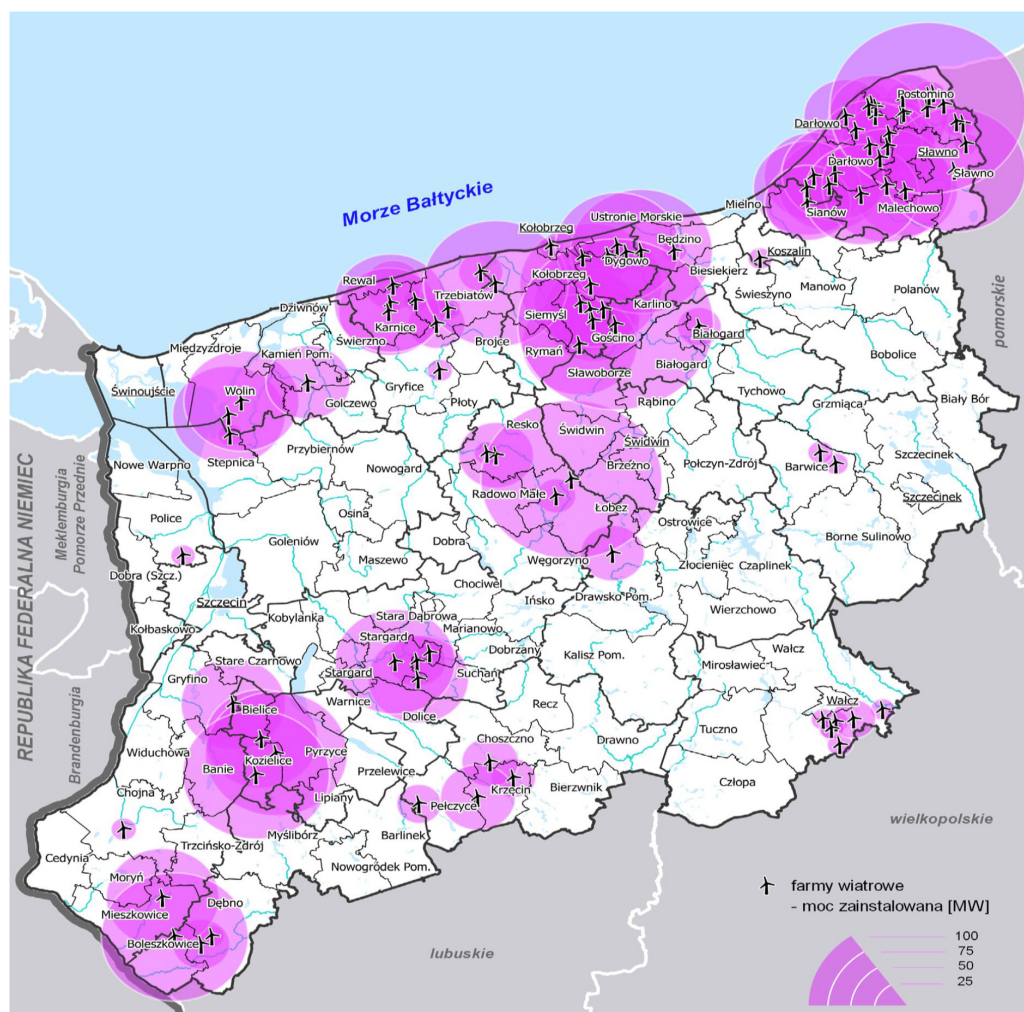 Morze Bałtyckie
Postomino
Darłowo
Sławno
Darłowo
Sławno
Sianów
Malechowo
Mielno
Ustronie Morskie
Kołobrzeg
Będzino
Koszalin
Dygowo
Biesiekierz
Kołobrzeg
Rewal
Trzebiatów
Manowo
Świeszyno
Polanów
Dziwnów
Karlino
Siemyśl
Karnice
Gościno
Białogard
Świerzno
Brojce
Rymań
Międzyzdroje
Kamień Pom.
Bobolice
Białogard
Sławoborze
Gryfice
Tychowo
Świnoujście
Wolin
Golczewo
Płoty
Rąbino
Grzmiąca
Biały Bór
Resko
Świdwin
Świdwin
Przybiernów
Szczecinek
Stepnica
Nowe Warpno
Nowogard
Brzeżno
Połczyn-Zdrój
Barwice
Radowo Małe
Szczecinek
Łobez
Osina
Police
Ostrowice
Goleniów
Dobra
Borne Sulinowo
Maszewo
Węgorzyno
Złocieniec
Czaplinek
Dobra (Szcz.)
Chociwel
Szczecin
Ińsko
Drawsko Pom.
Kobylanka
Stara Dąbrowa
Wierzchowo
Kołbaskowo
Marianowo
Stargard
Dobrzany
Kalisz Pom.
Wałcz
Stare Czarnowo
Mirosławiec
Gryfino
Stargard
Suchań
Warnice
Recz
Wałcz
Bielice
Dolice
Tuczno
Choszczno
Drawno
Widuchowa
Pyrzyce
Kozielice
Banie
Przelewice
Człopa
Krzęcin
Bierzwnik
Chojna
Lipiany
Pełczyce
Myślibórz
Barlinek
Trzcińsko-Zdrój
Cedynia
Nowogródek Pom.
Moryń
Dębno
Mieszkowice
Boleszkowice
REPUBLIKA FEDERALNA NIEMIEC
Meklemburgia
Pomorze Przednie
Brandenburgia
pomorskie
wielkopolskie
lubuskie
farmy wiatrowe
- moc zainstalowana [MW]
100
75
50
25